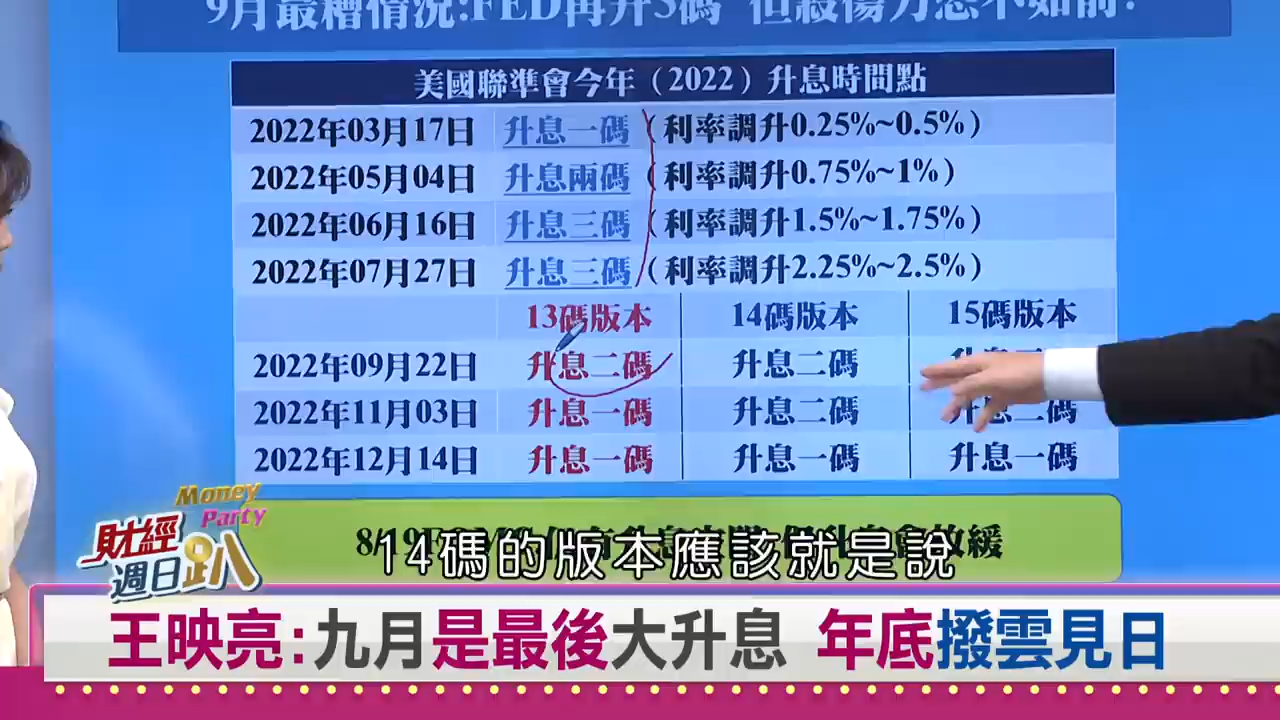 9月最糟情況:FED再升3碼 但殺傷力恐不如前?
美國聯準會今年（2022）升息時間點
2022年03月17日 升息一碼（利率調升0.25%~0.5%）
2022年05月04日 升息兩碼（利率調升0.75%~1%）
2022年06月16日 升息三碼（利率調升1.5%~1.75%）
2022年07月27日 升息三碼（利率調升2.25%~2.5%）
13碼版本 14碼版本 15碼版本
2022年09月22日 升息二碼 升息二碼
2022年11月03日 升息一碼 升息二碼 升息二碼
2022年12月14日 升息一碼 升息一碼 升息一碼
Money
Party
財經
週日趴
14碼的版本應該就是說
王映亮:九月是最後大升息 年底撥雲見日